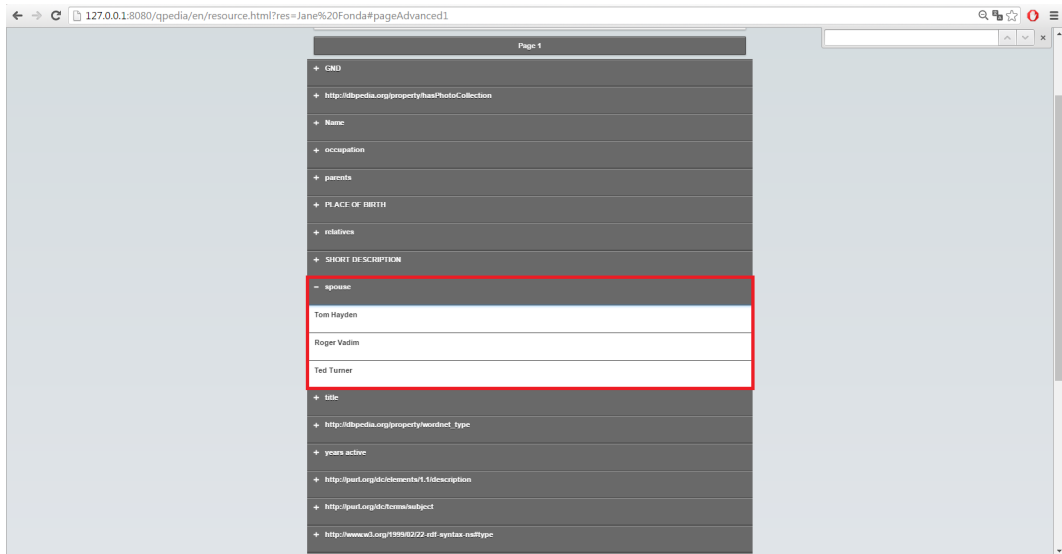 127.0.0.1:8080/qpedia/en/resource.html?res=Jane%20Fonda#pageAdvanced1
Page 1
+ GND
+ http://dbpedia.org/property/hasPhotoCollection
+ Name
+ occupation
+ parents
+ PLACE OF BIRTH
+ relatives
+ SHORT DESCRIPTION
− spouse
Tom Hayden
Roger Vadim
Ted Turner
+ title
+ http://dbpedia.org/property/wordnet_type
+ years active
+ http://purl.org/dc/elements/1.1/description
+ http://purl.org/dc/terms/subject
+ http://www.w3.org/1999/02/22-rdf-syntax-ns#type